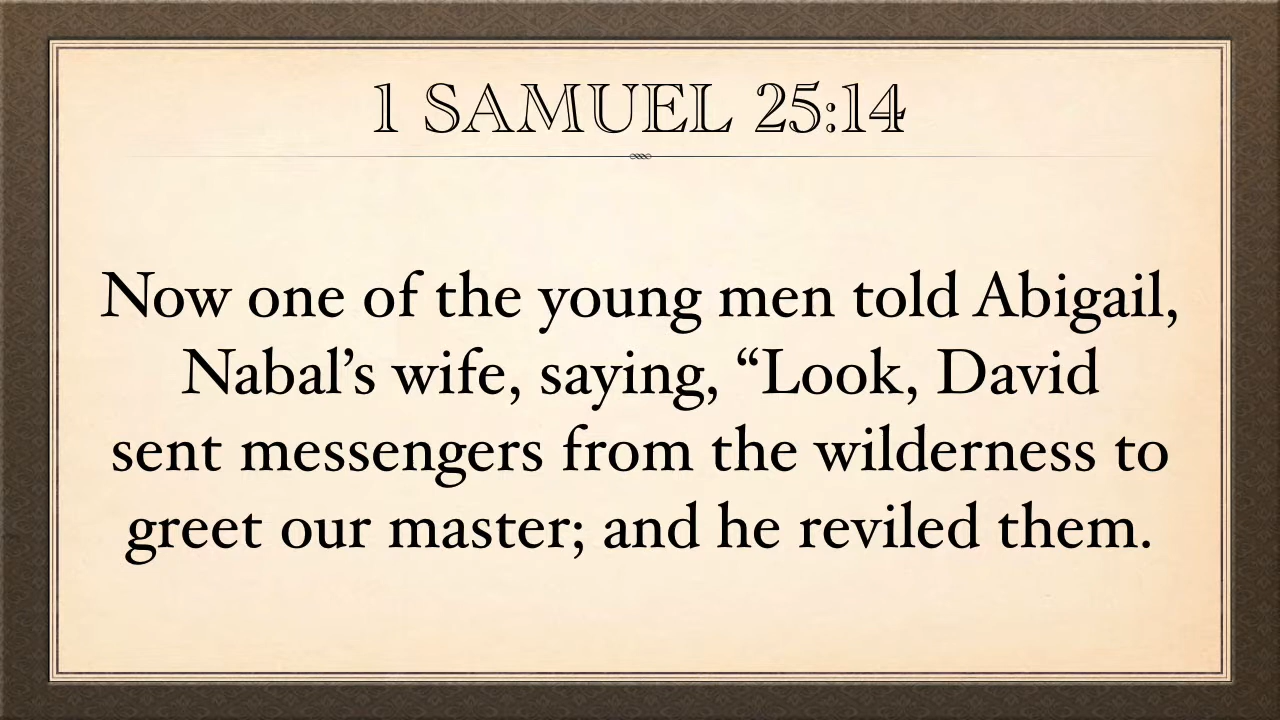 1 SAMUEL 25:14
Now one of the young men told Abigail,
Nabal’s wife, saying, “Look, David
sent messengers from the wilderness to
greet our master; and he reviled them.